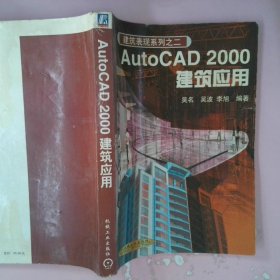 建筑表现系列之二
AutoCAD 2000
建筑应用
吴名 吴波 李旭 编著
AutoCAD 2000 建筑应用
机械工业出版社